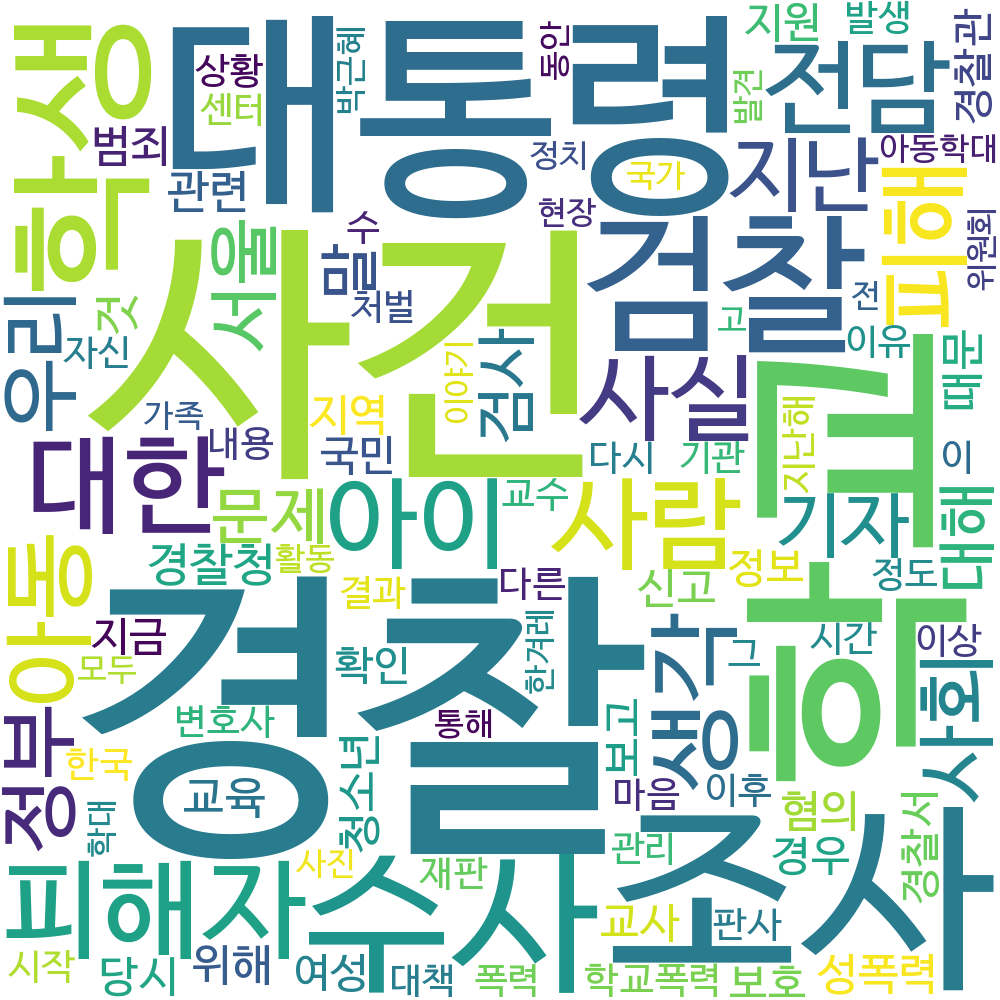 학생
대통령
전담
지원
발생
경찰관
상황
박근혜
동안
센터
범죄
발견
관련
정치
국가
지난
아동학대
피해
현장
수
서울
말
처벌
검찰
위원회
사건
우리
것
자신
전
고
이유
때문
가족
이야기
검사
사실
학교
지난해
내용
지역
국민
다시
기관
이
대한
문제
아이
교수
사람
기자
대해
경찰청
활동
아동
지금
모두
결과
다른
신고
정보
정도
경찰
확인
한겨레
생각
그
시간
이상
사회
정부
한국
변호사
통해
교육
청소년
보고
마음
이후
혐의
조사
학대
피해자
수사
사진
재판
관리
경우
경찰서
교사
판사
시작
당시
위해
여성
대책
폭력
학교폭력
보호
성폭력